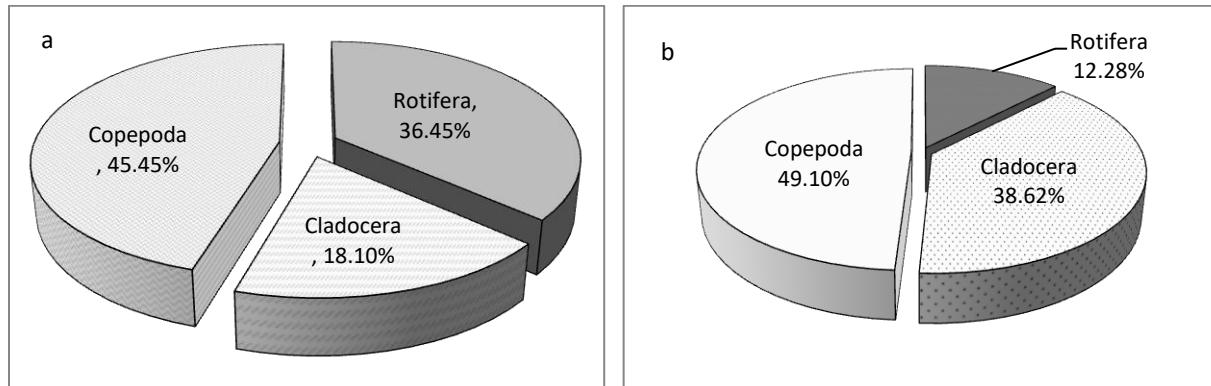 a
Rotifera,
36.45%
Copepoda
, 45.45%
Cladocera
, 18.10%
b
Rotifera
12.28%
Copepoda
49.10%
Cladocera
38.62%